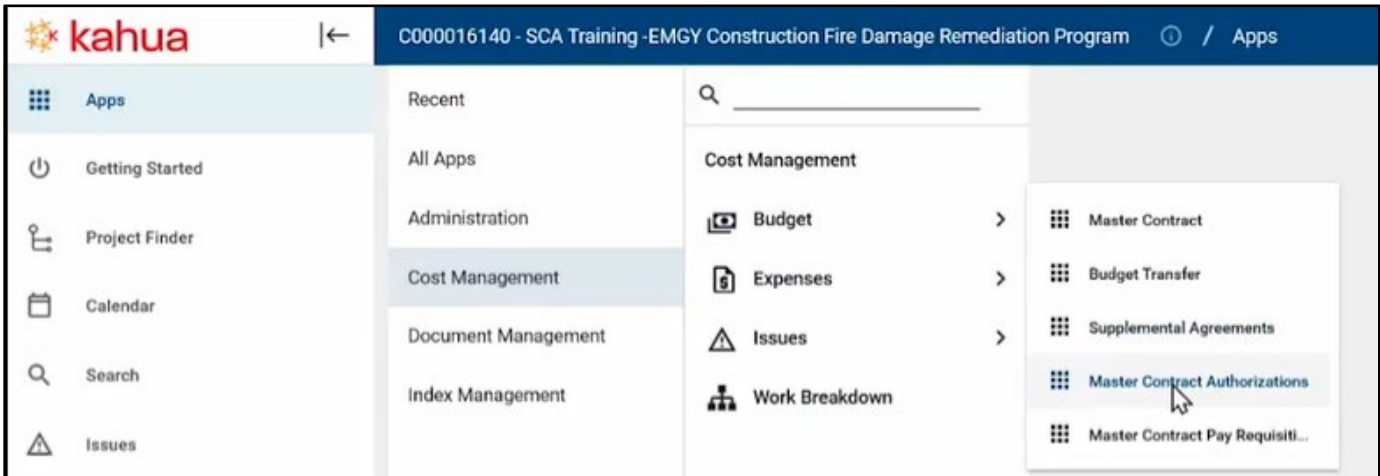 kahua
C000016140 - SCA Training -EMGY Construction Fire Damage Remediation Program / Apps
Apps
Getting Started
Project Finder
Calendar
Search
Issues
Recent
All Apps
Administration
Cost Management
Document Management
Index Management
Cost Management
Budget
Expenses
Issues
Work Breakdown
Master Contract
Budget Transfer
Supplemental Agreements
Master Contract Authorizations
Master Contract Pay Requisiti...